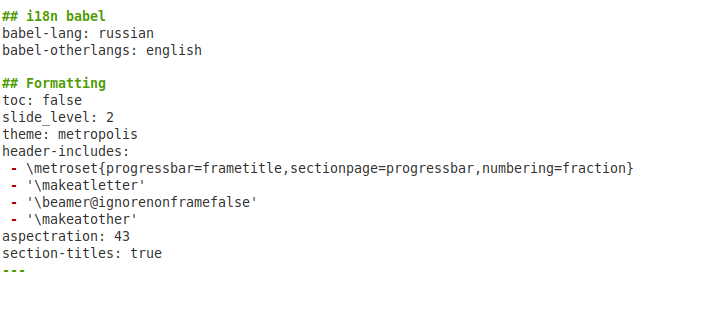 ## i18n babel
babel-lang: russian
babel-otherlangs: english
## Formatting
toc: false
slide_level: 2
theme: metropolis
header-includes:
- \metroset{progressbar=frametitle,sectionpage=progressbar,numbering=fraction}
- '\makeatletter'
- '\beamer@ignorenonframefalse'
- '\makeatother'
aspectration: 43
section-titles: true
---